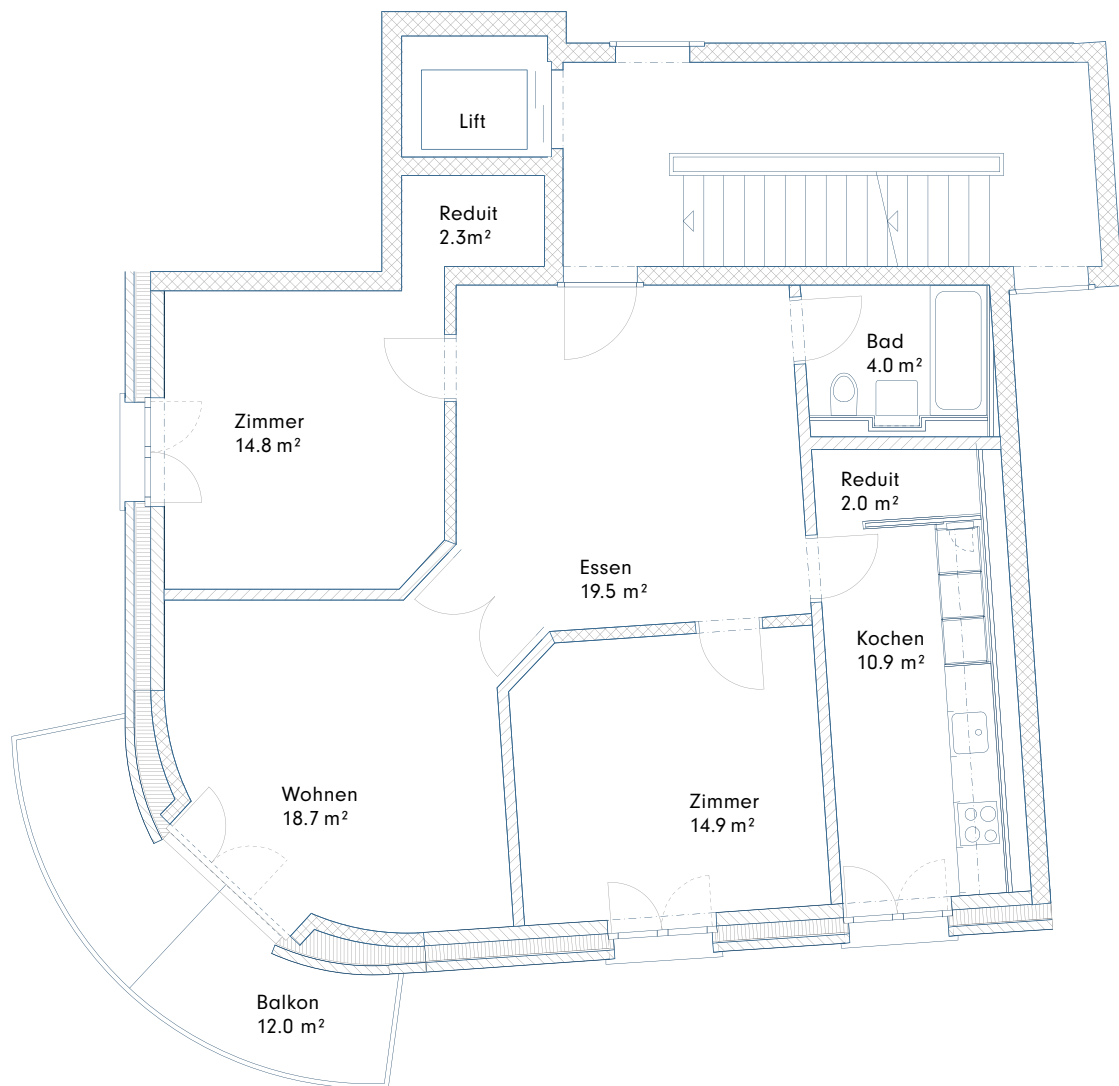 Lift
Reduit
2.3m²
Bad
4.0 m²
Zimmer
14.8 m²
Reduit
2.0 m²
Essen
19.5 m²
Kochen
10.9 m²
Wohnen
18.7 m²
Zimmer
14.9 m²
Balkon
12.0 m²